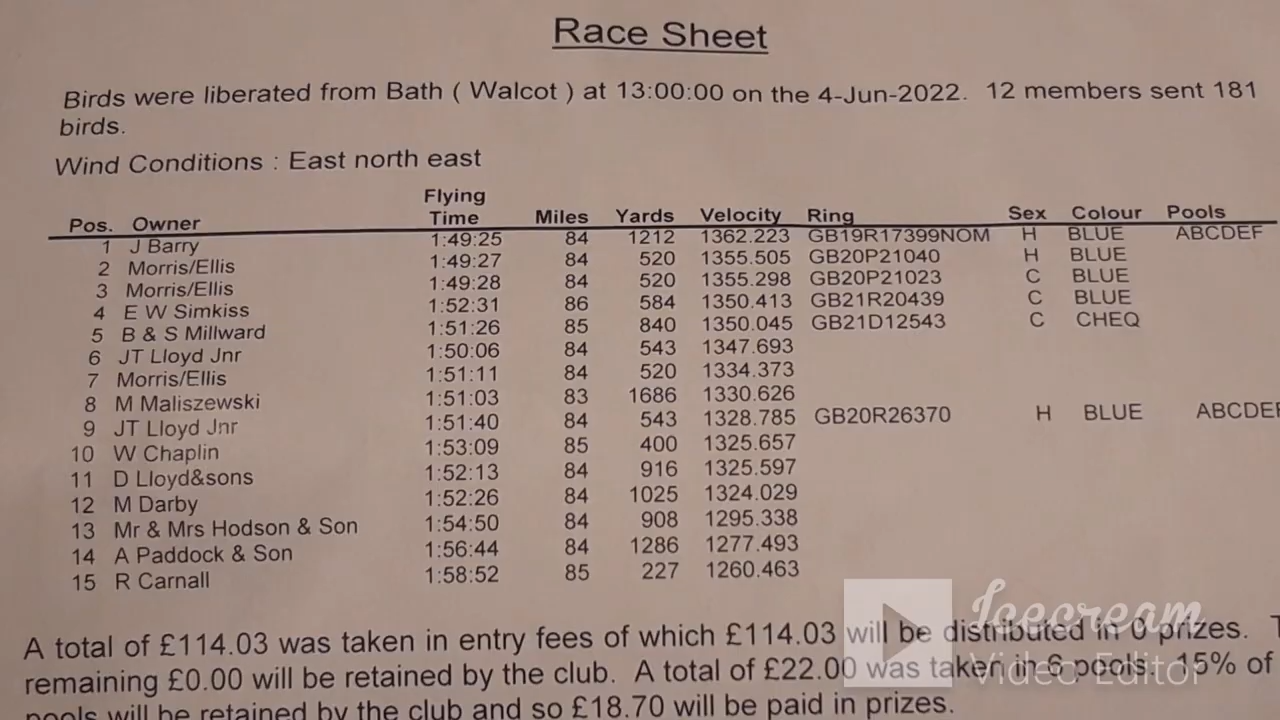 Race Sheet
Birds were liberated from Bath ( Walcot ) at 13:00:00 on the 4-Jun-2022. 12 members sent 181
birds.
Wind Conditions : East north east
Pos. Owner Flying Time Miles Yards Velocity Ring Sex Colour Pools
1 J Barry 1:49:25 84 1212 1362.223 GB19R17399NOM H BLUE ABCDEF
2 Morris/Ellis 1:49:27 84 520 1355.505 GB20P21040 H BLUE
3 Morris/Ellis 1:49:28 84 520 1355.298 GB20P21023 C BLUE
4 E W Simkiss 1:52:31 86 584 1350.413 GB21R20439 C BLUE
5 B & S Millward 1:51:26 85 840 1350.045 GB21D12543 C CHEQ
6 JT Lloyd Jnr 1:50:06 84 543 1347.693
7 Morris/Ellis 1:51:11 84 520 1334.373
8 M Maliszewski 1:51:03 83 1686 1330.626
9 JT Lloyd Jnr 1:51:40 84 543 1328.785 GB20R26370 H BLUE ABCDEF
10 W Chaplin 1:53:09 85 400 1325.657
11 D Lloyd&sons 1:52:13 84 916 1325.597
12 M Darby 1:52:26 84 1025 1324.029
13 Mr & Mrs Hodson & Son 1:54:50 84 908 1295.338
14 A Paddock & Son 1:56:44 84 1286 1277.493
15 R Carnall 1:58:52 85 227 1260.463
A total of £114.03 was taken in entry fees of which £114.03 will be distributed in 0 prizes. T
remaining £0.00 will be retained by the club. A total of £22.00 was taken in 6 pools. 15% of
pools will be retained by the club and so £18.70 will be paid in prizes.
Icecream
Video Editor